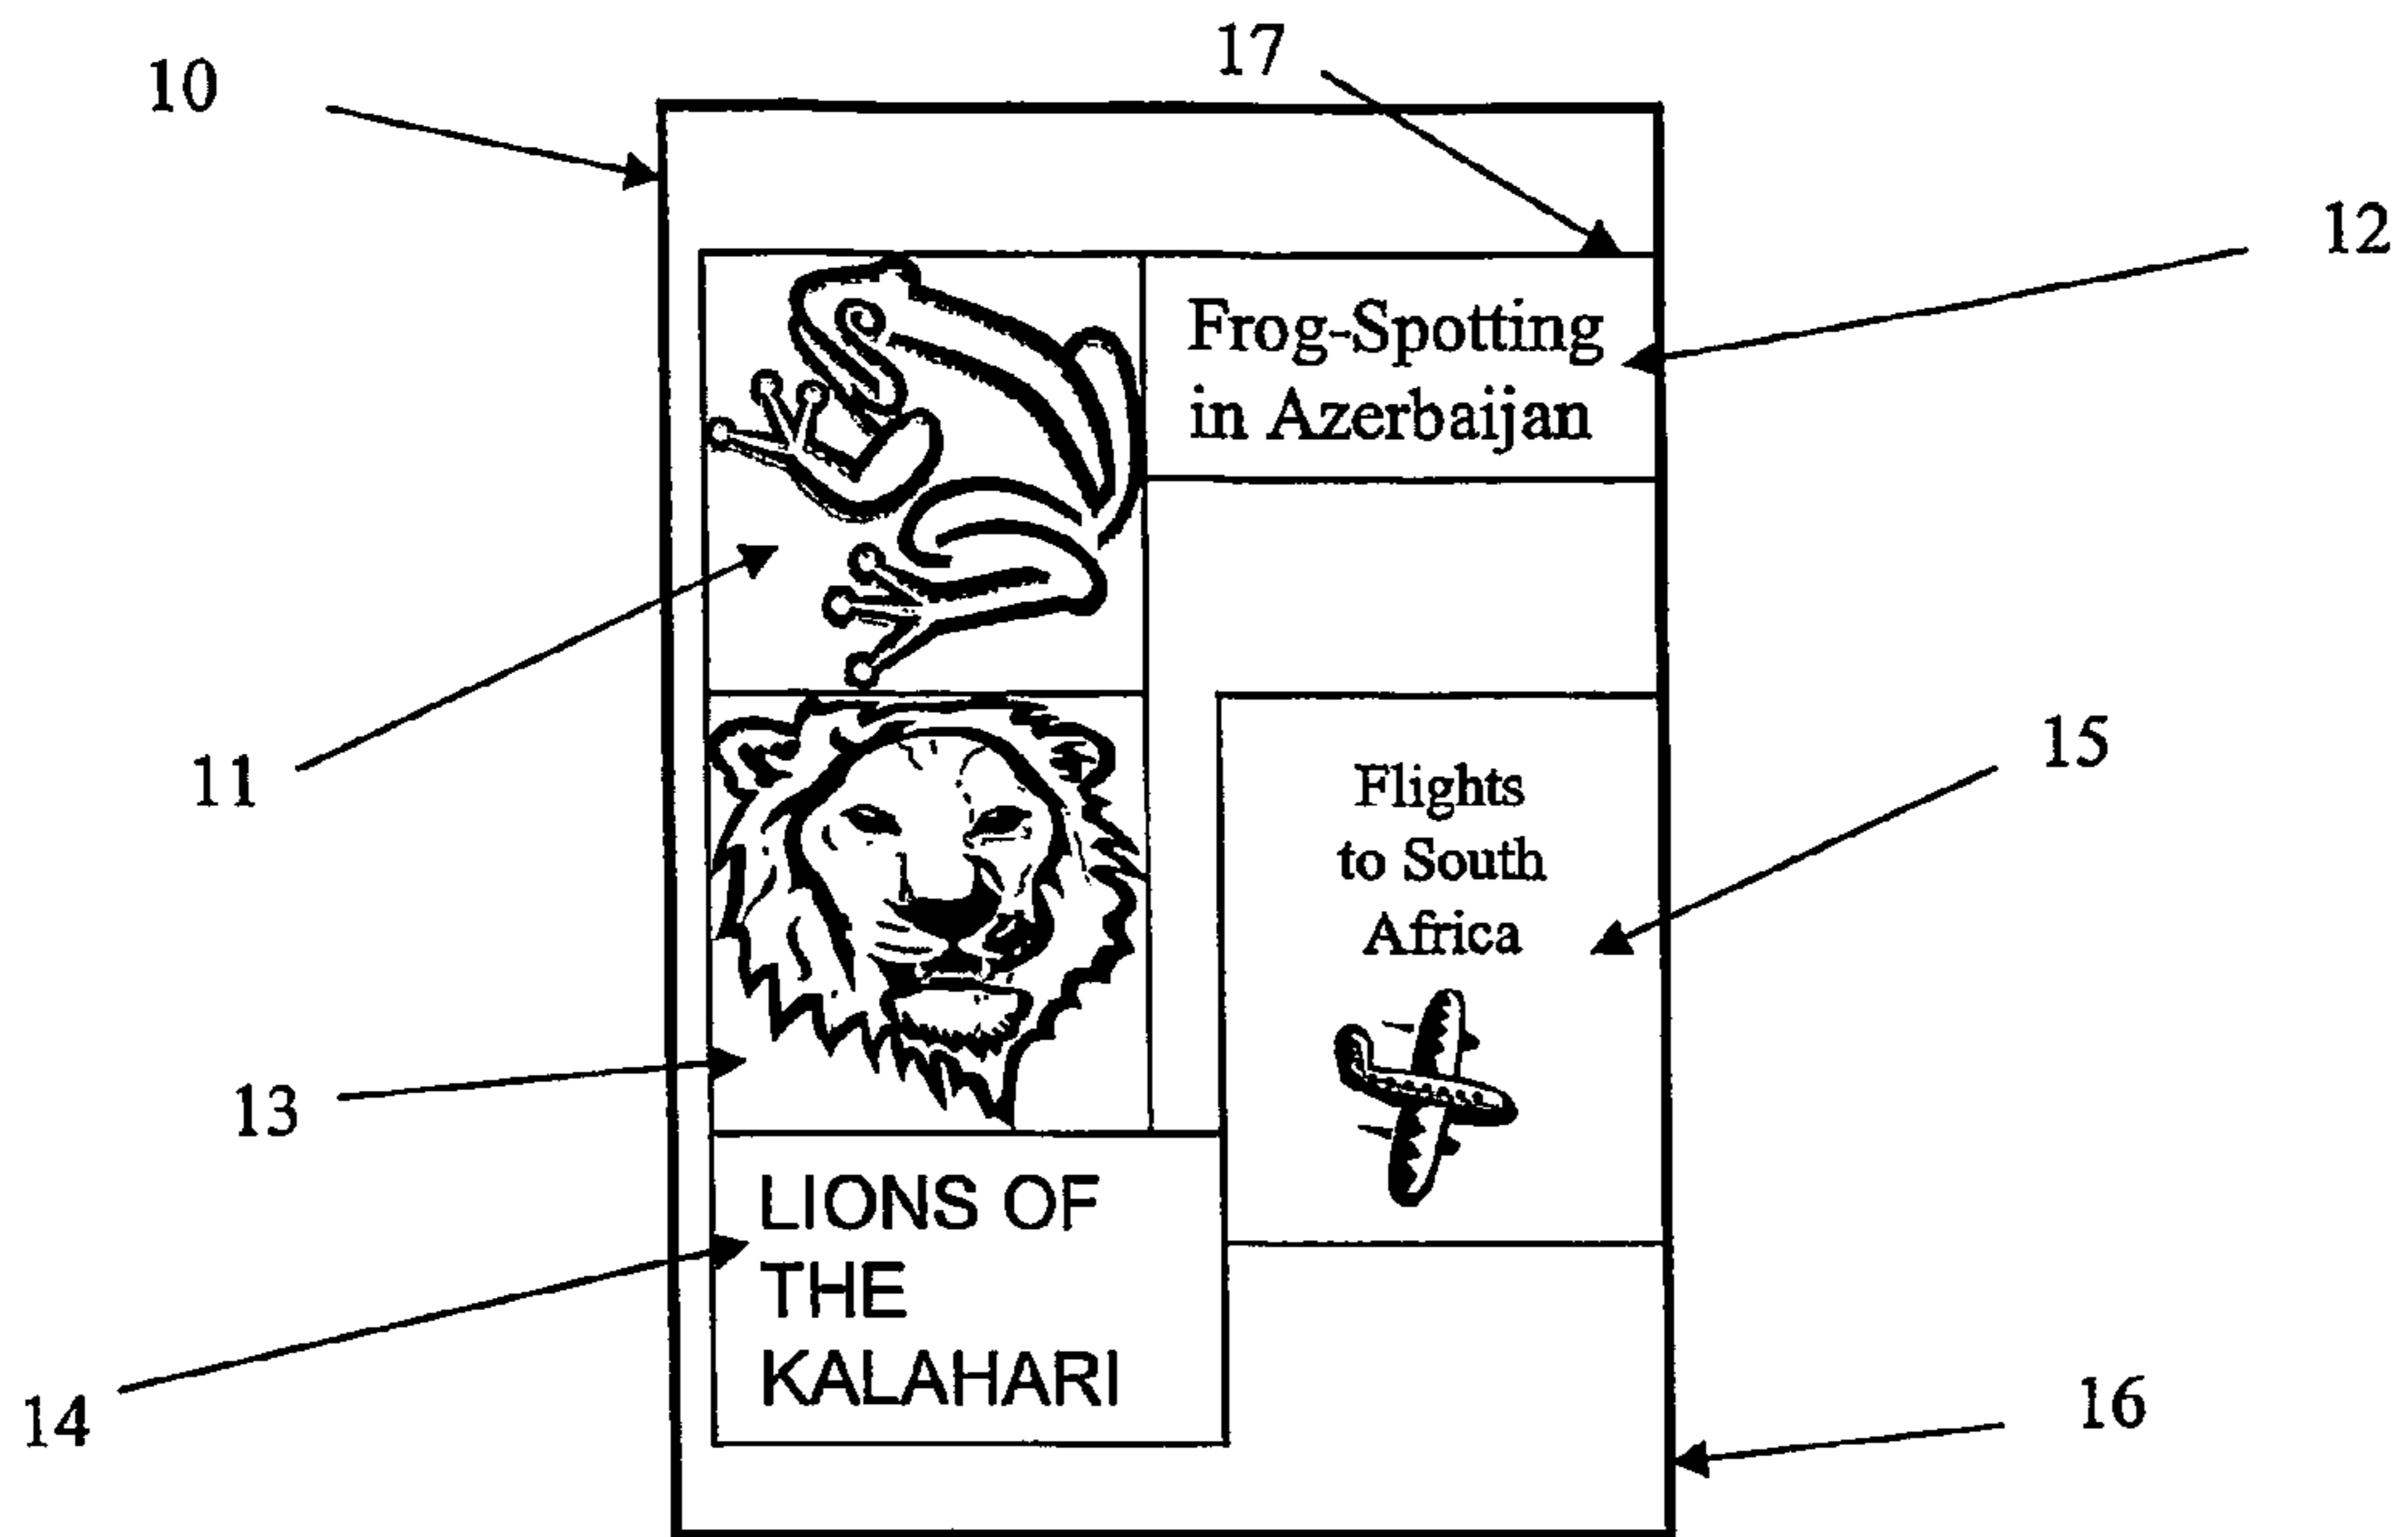 17
10
12
Frog-Spotting
in Azerbaijan
11
15
Flights
to South
Africa
13
LIONS OF
THE
KALAHARI
14
16